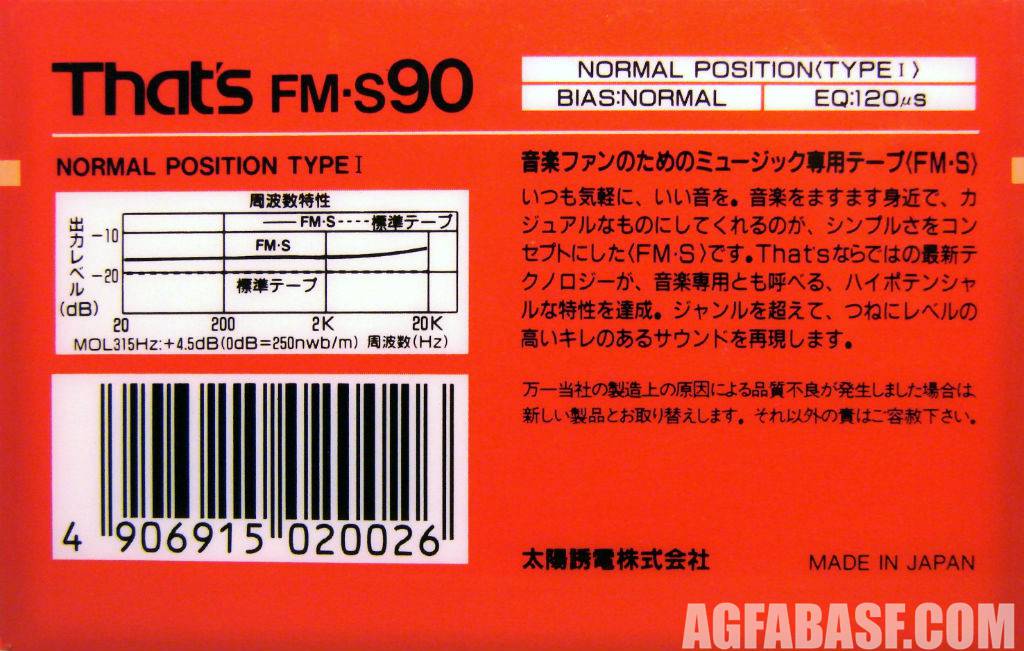 That's FM·S90
NORMAL POSITION〈TYPE I〉
BIAS:NORMAL
EQ:120μs
NORMAL POSITION TYPE I
周波数特性
FM·S
標準テープ
出力レベル(dB)
-10
-20
FM·S
標準テープ
20 200 2K 20K
MOL315Hz:+4.5dB(0dB=250nwb/m) 周波数(Hz)
4 906915 020026
音楽ファンのためのミュージック専用テープ〈FM·S〉
いつも気軽に、いい音を。音楽をますます身近で、カ
ジュアルなものにしてくれるのが、シンプルさをコン
セプトにした〈FM·S〉です。That'sならではの最新テ
クノロジーが、音楽専用とも呼べる、ハイポテンシャ
ルな特性を達成。ジャンルを超えて、つねにレベルの
高いキレのあるサウンドを再現します。
万一当社の製造上の原因による品質不良が発生しました場合は
新しい製品とお取り替えします。それ以外の責はご容赦下さい。
太陽誘電株式会社
MADE IN JAPAN
AGFABASF.COM